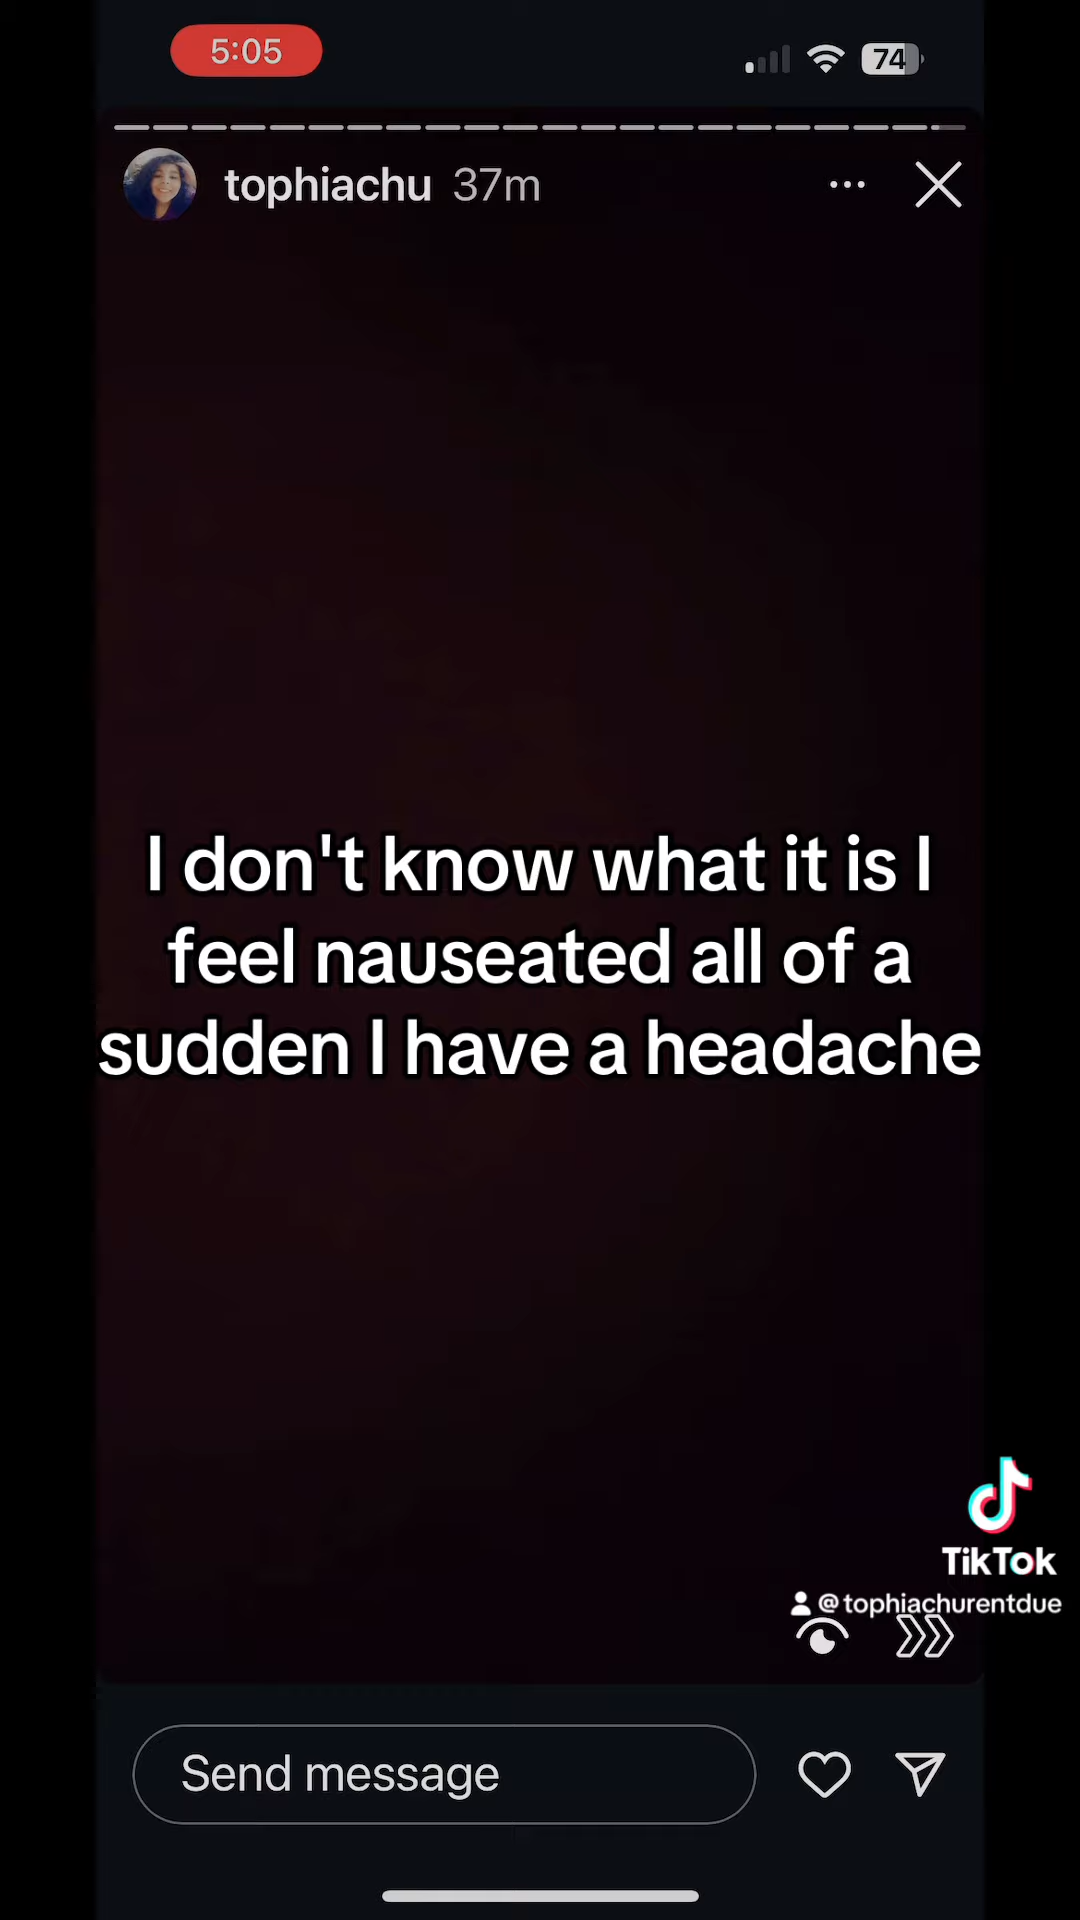 5:05
74
tophiachu 37m
I don't know what it is I
feel nauseated all of a
sudden I have a headache
TikTok
@tophiachurentdue
Send message